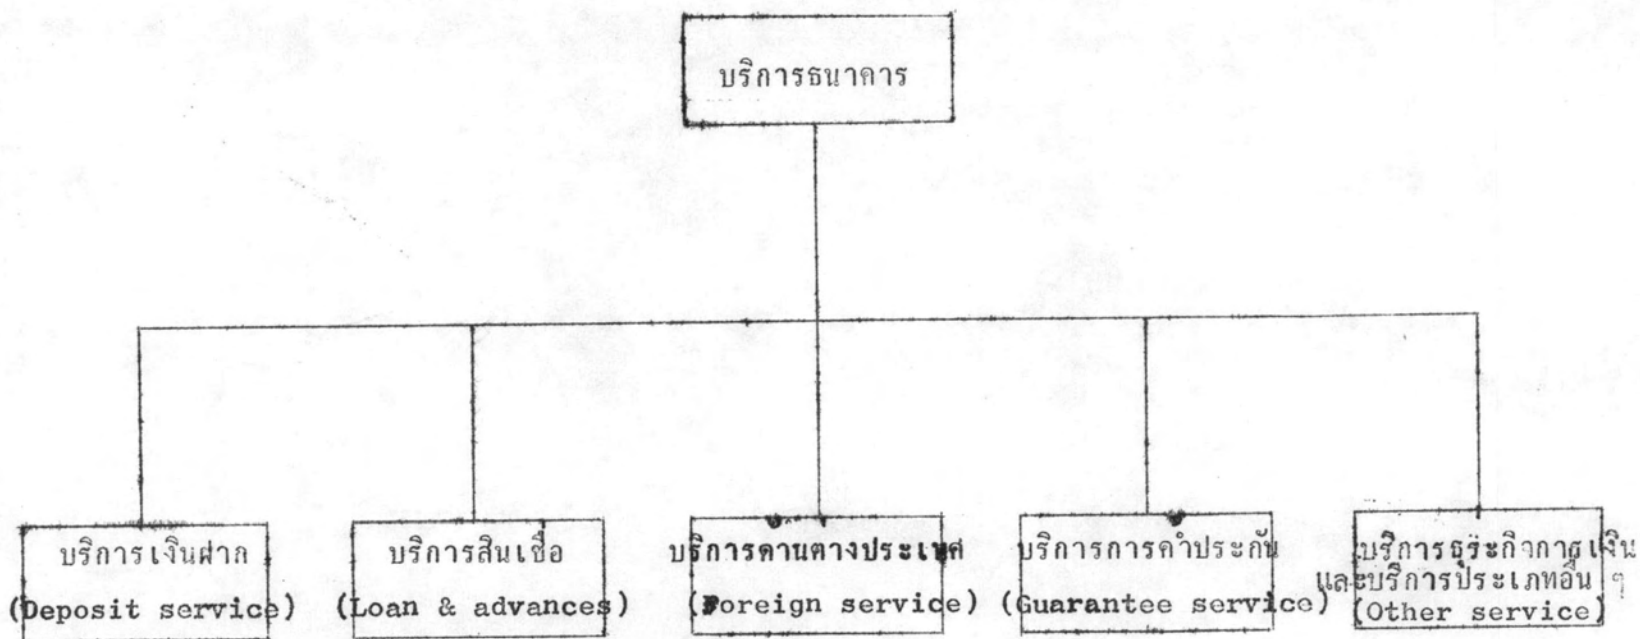 บริการธนาคาร
บริการเงินฝาก
(Deposit service)
บริการสินเชื่อ
(Loan & advances)
บริการด้านต่างประเทศ
(Foreign service)
บริการการค้ำประกัน
(Guarantee service)
บริการธุระกิจการเงิน
และบริการประเภทอื่น ๆ
(Other service)